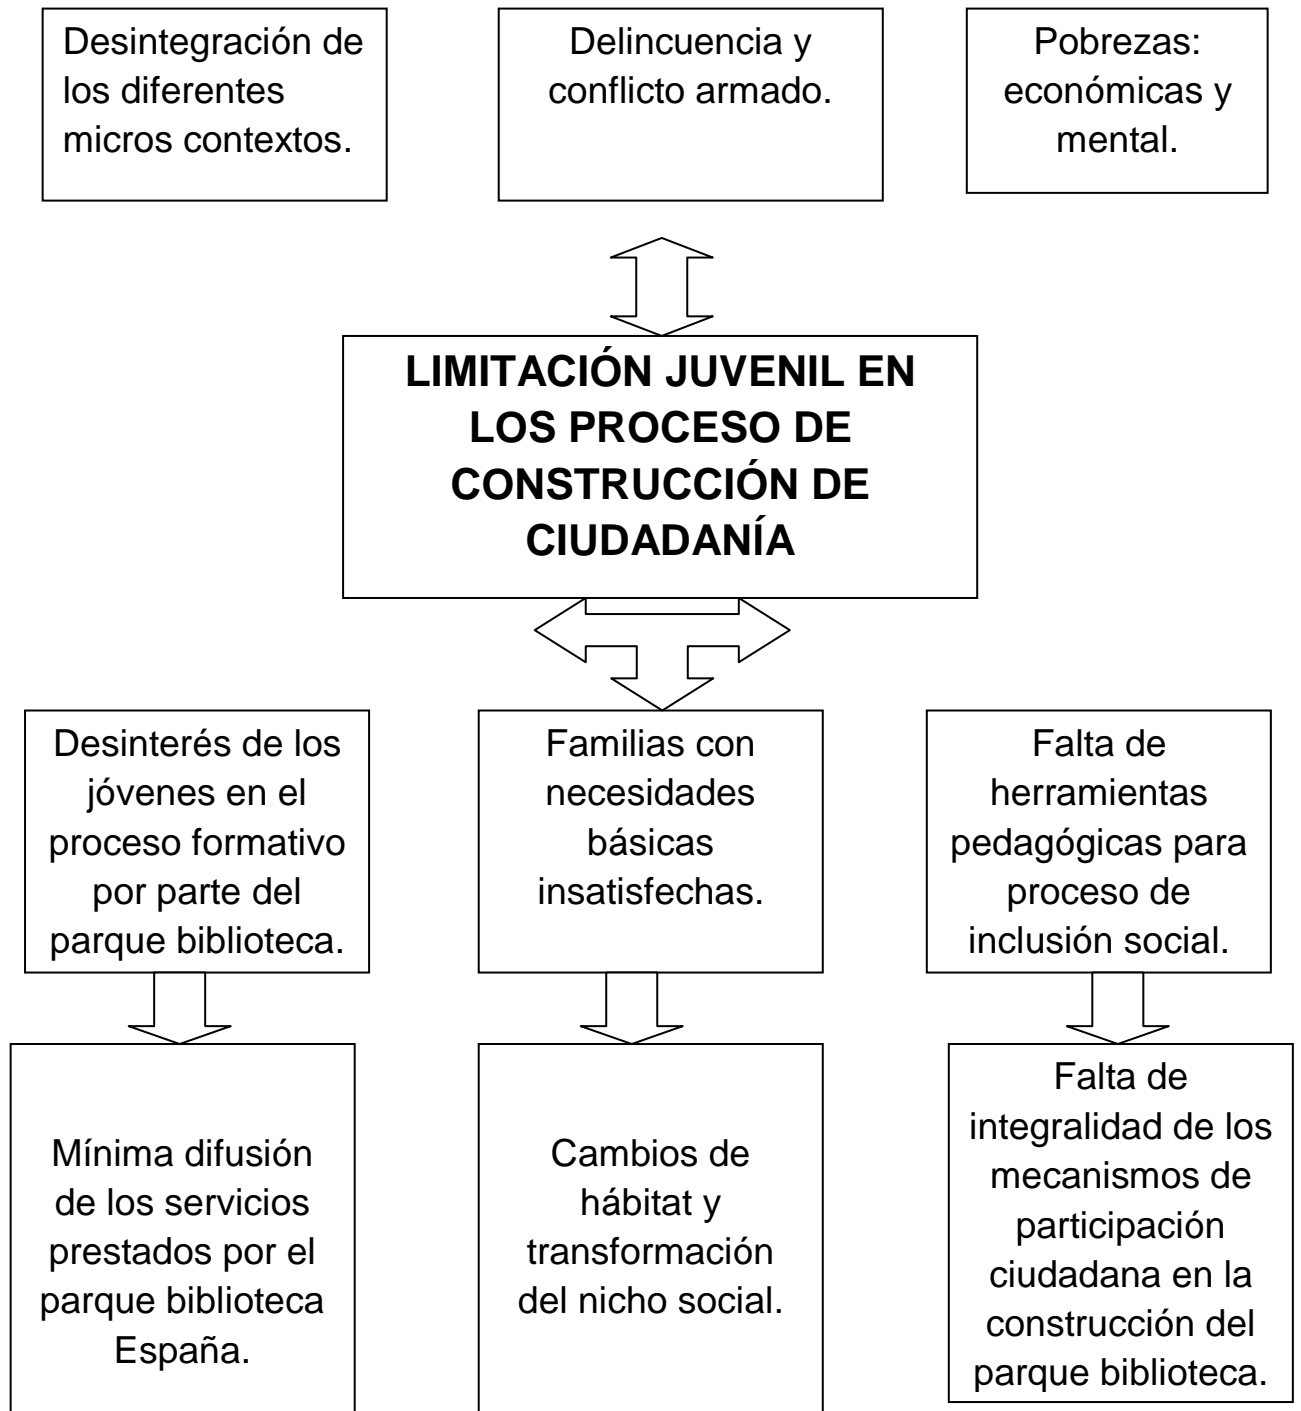 Desintegración de
los diferentes
micros contextos.
Delincuencia y
conflicto armado.
Pobrezas:
económicas y
mental.
LIMITACIÓN JUVENIL EN
LOS PROCESO DE
CONSTRUCCIÓN DE
CIUDADANÍA
Desinterés de los
jóvenes en el
proceso formativo
por parte del
parque biblioteca.
Familias con
necesidades
básicas
insatisfechas.
Falta de
herramientas
pedagógicas para
proceso de
inclusión social.
Mínima difusión
de los servicios
prestados por el
parque biblioteca
España.
Cambios de
hábitat y
transformación
del nicho social.
Falta de
integralidad de los
mecanismos de
participación
ciudadana en la
construcción del
parque biblioteca.